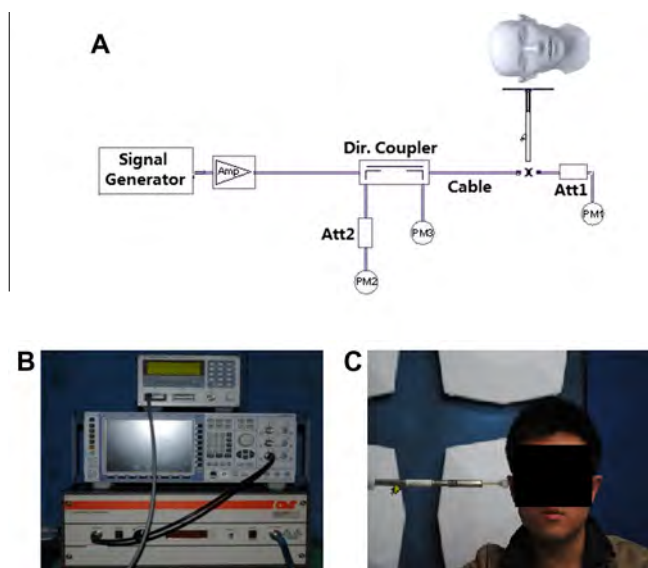 A
Signal
Generator
Amp
Dir. Coupler
Cable
Att1
PM1
Att2
PM3
PM2
B
C